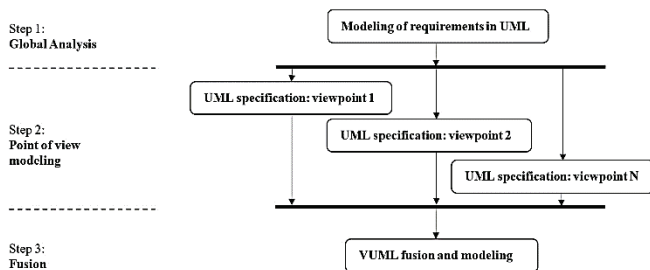 Step 1:
Global Analysis
Modeling of requirements in UML
UML specification: viewpoint 1
Step 2:
Point of view
modeling
UML specification: viewpoint 2
UML specification: viewpoint N
Step 3:
Fusion
VUML fusion and modeling